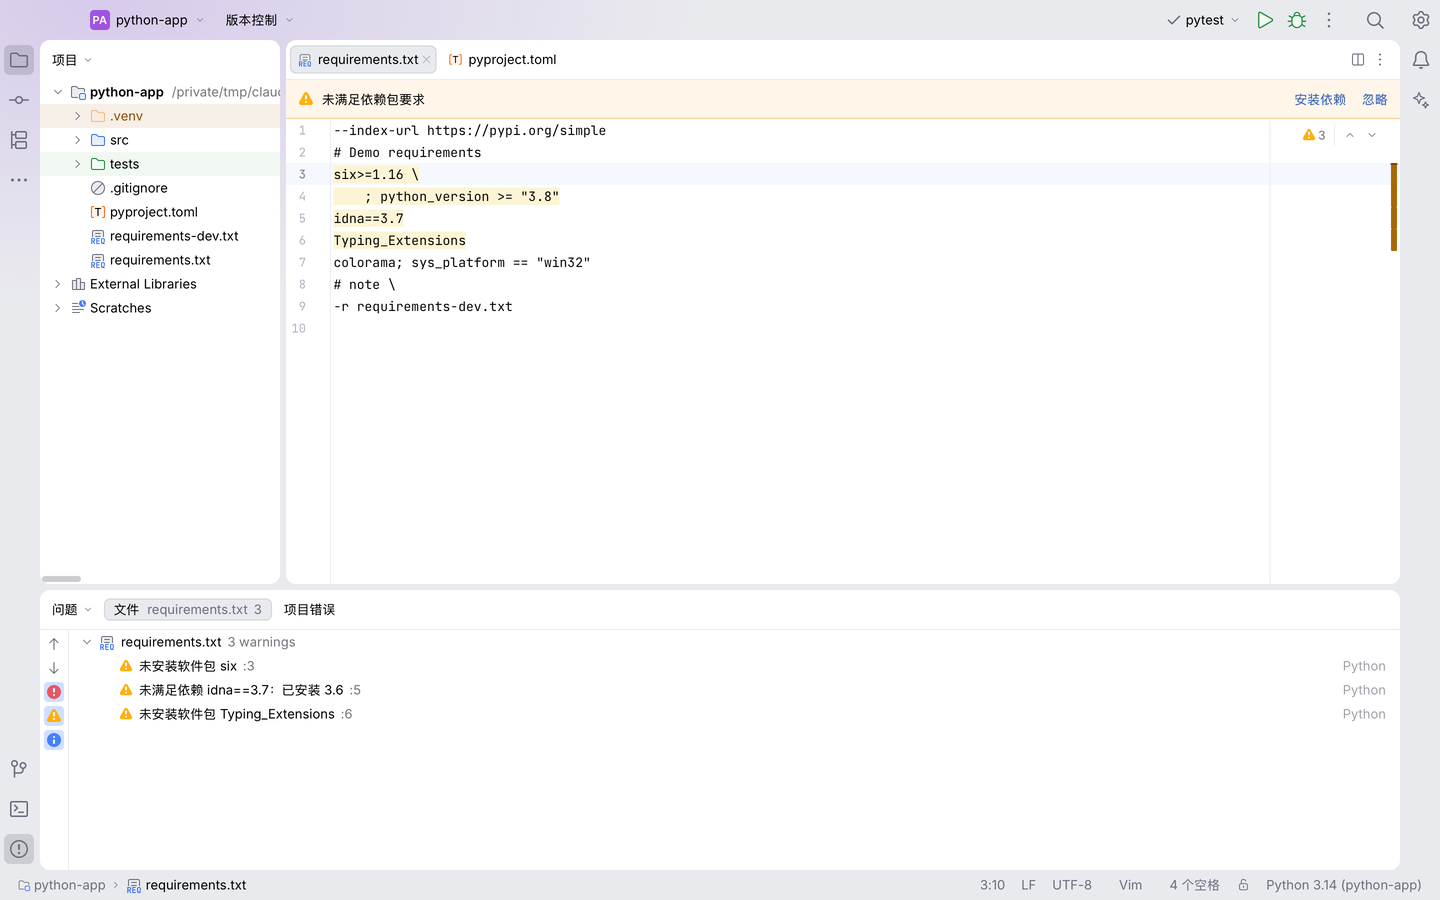 PA python-app 版本控制 pytest
项目
python-app /private/tmp/clauc
.venv
src
tests
.gitignore
[T] pyproject.toml
REQ requirements-dev.txt
REQ requirements.txt
External Libraries
Scratches
REQ requirements.txt [T] pyproject.toml
未满足依赖包要求 安装依赖 忽略
1 --index-url https://pypi.org/simple
2 # Demo requirements
3 six>=1.16 \
4 ; python_version >= "3.8"
5 idna==3.7
6 Typing_Extensions
7 colorama; sys_platform == "win32"
8 # note \
9 -r requirements-dev.txt
10
3
问题 文件 requirements.txt 3 项目错误
REQ requirements.txt 3 warnings
未安装软件包 six :3 Python
未满足依赖 idna==3.7：已安装 3.6 :5 Python
未安装软件包 Typing_Extensions :6 Python
python-app REQ requirements.txt 3:10 LF UTF-8 Vim 4 个空格 Python 3.14 (python-app)